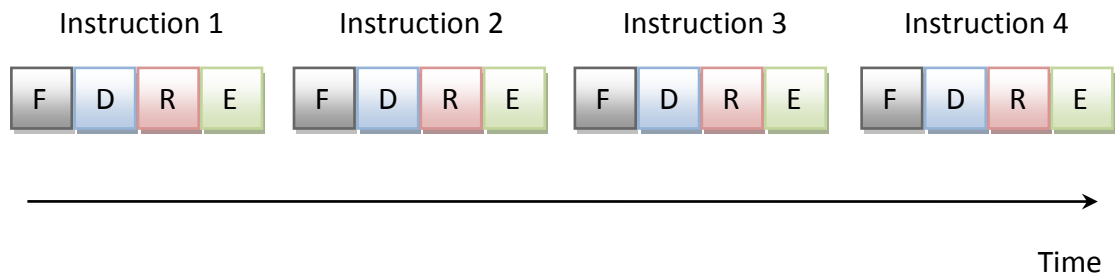 Instruction 1 Instruction 2 Instruction 3 Instruction 4
F D R E F D R E F D R E F D R E
Time